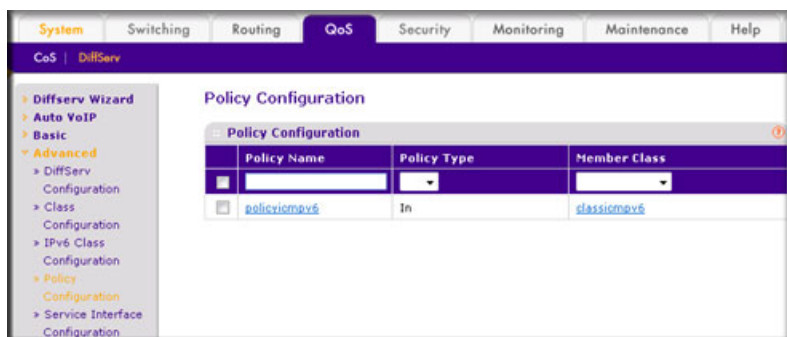 System Switching Routing QoS Security Monitoring Maintenance Help
CoS | DiffServ
Diffserv Wizard
Auto VoIP
Basic
Advanced
» DiffServ
Configuration
» Class
Configuration
» IPv6 Class
Configuration
» Policy
Configuration
» Service Interface
Configuration
Policy Configuration
Policy Configuration
Policy Name Policy Type Member Class
policyicmpv6 In classicmpv6